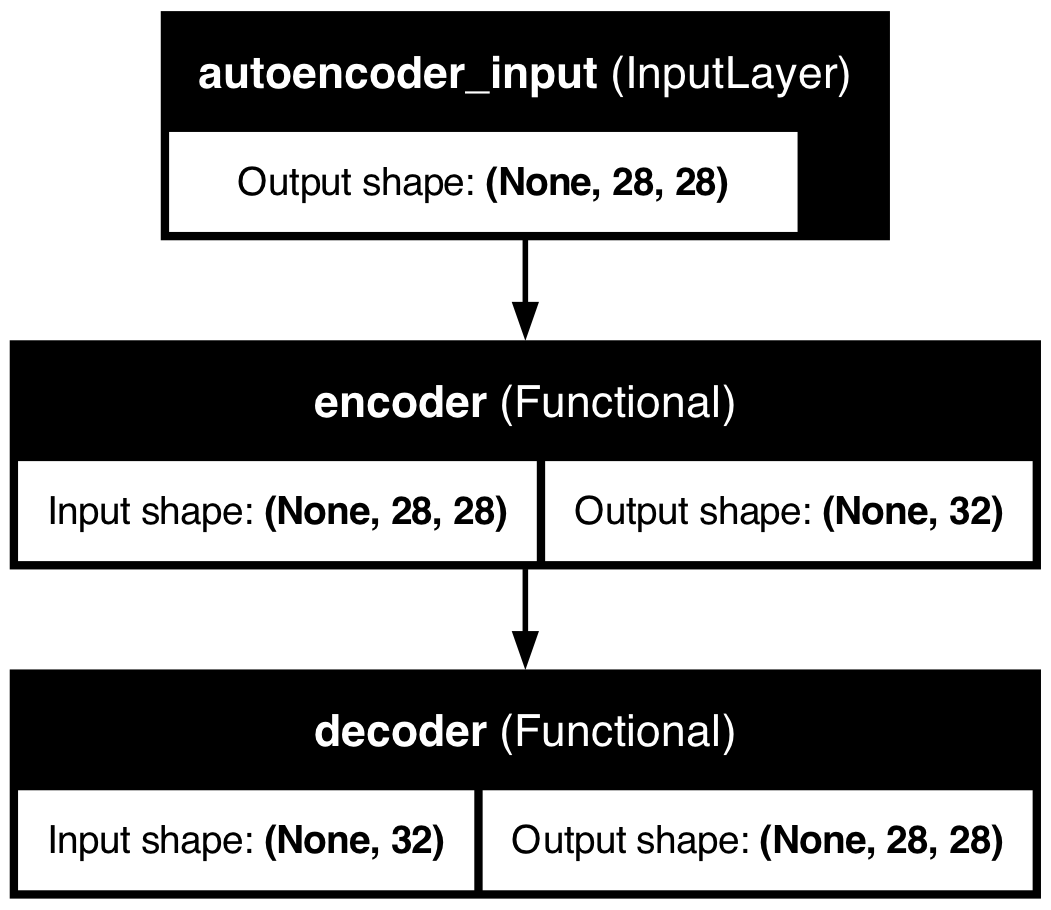 autoencoder_input (InputLayer)
Output shape: (None, 28, 28)
encoder (Functional)
Input shape: (None, 28, 28) Output shape: (None, 32)
decoder (Functional)
Input shape: (None, 32) Output shape: (None, 28, 28)